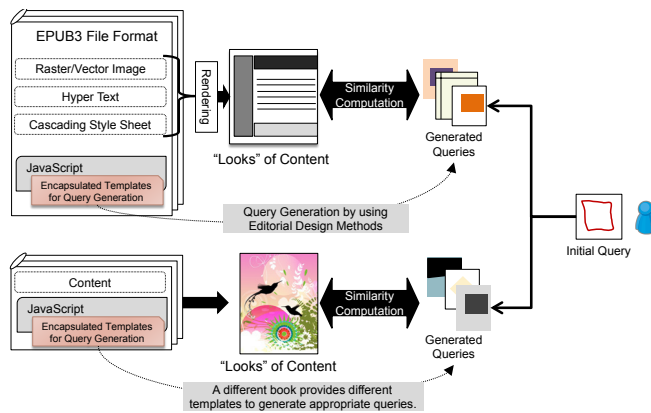 EPUB3 File Format
Raster/Vector Image
Hyper Text
Cascading Style Sheet
JavaScript
Encapsulated Templates
for Query Generation
Rendering
“Looks” of Content
Similarity
Computation
Generated
Queries
Query Generation by using
Editorial Design Methods
Initial Query
Content
JavaScript
Encapsulated Templates
for Query Generation
“Looks” of Content
Similarity
Computation
Generated
Queries
A different book provides different
templates to generate appropriate queries.